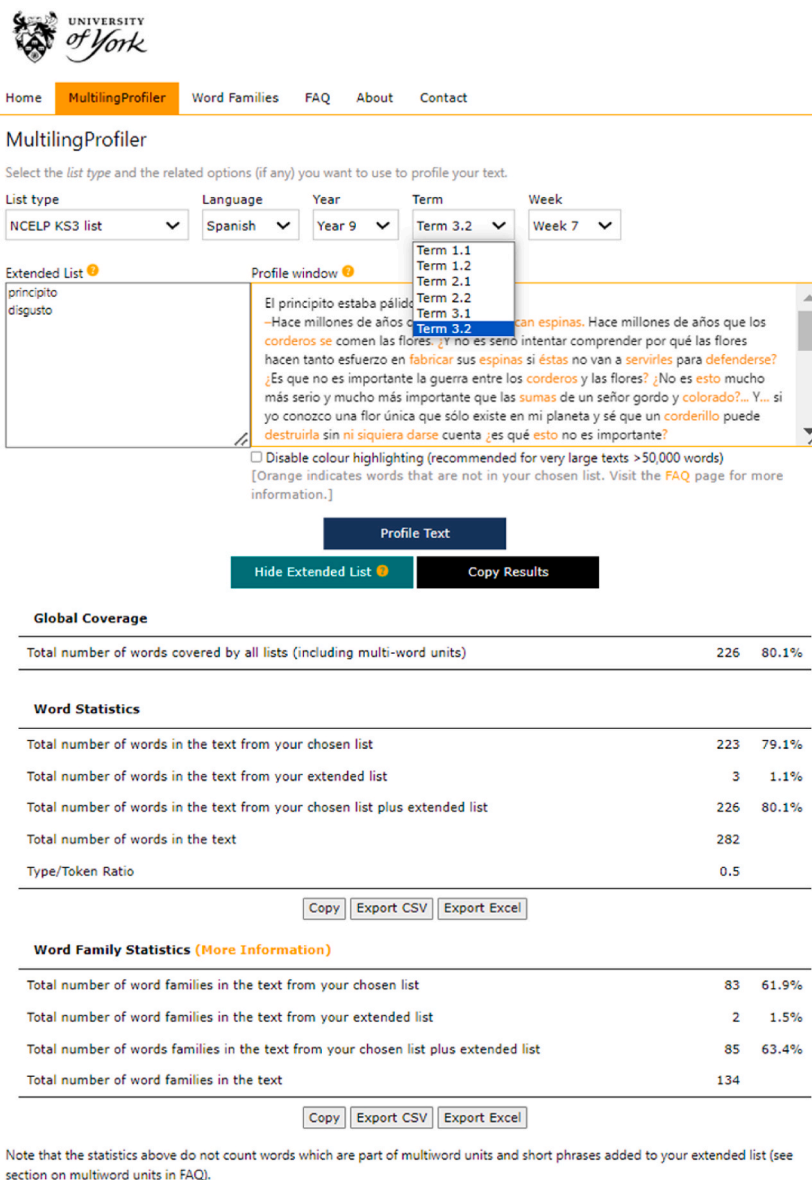 UNIVERSITY
of York
Home MultilingProfiler Word Families FAQ About Contact
MultilingProfiler
Select the list type and the related options (if any) you want to use to profile your text.
List type Language Year Term Week
NCELP KS3 list Spanish Year 9 Term 3.2 Week 7
Term 1.1
Term 1.2
Term 2.1
Term 2.2
Term 3.1
Term 3.2
Extended List ?
principito
disgusto
Profile window ?
El principito estaba pálido
–Hace millones de años can espinas. Hace millones de años que los
corderos se comen las flores. ¿Y no es serio intentar comprender por qué las flores
hacen tanto esfuerzo en fabricar sus espinas si éstas no van a servirles para defenderse?
¿Es que no es importante la guerra entre los corderos y las flores? ¿No es esto mucho
más serio y mucho más importante que las sumas de un señor gordo y colorado?... Y... si
yo conozco una flor única que sólo existe en mi planeta y sé que un corderillo puede
destruirla sin ni siquiera darse cuenta ¿es qué esto no es importante?
Disable colour highlighting (recommended for very large texts >50,000 words)
[Orange indicates words that are not in your chosen list. Visit the FAQ page for more
information.]
Profile Text
Hide Extended List ? Copy Results
Global Coverage
Total number of words covered by all lists (including multi-word units) 226 80.1%
Word Statistics
Total number of words in the text from your chosen list 223 79.1%
Total number of words in the text from your extended list 3 1.1%
Total number of words in the text from your chosen list plus extended list 226 80.1%
Total number of words in the text 282
Type/Token Ratio 0.5
Copy Export CSV Export Excel
Word Family Statistics (More Information)
Total number of word families in the text from your chosen list 83 61.9%
Total number of word families in the text from your extended list 2 1.5%
Total number of words families in the text from your chosen list plus extended list 85 63.4%
Total number of word families in the text 134
Copy Export CSV Export Excel
Note that the statistics above do not count words which are part of multiword units and short phrases added to your extended list (see
section on multiword units in FAQ).